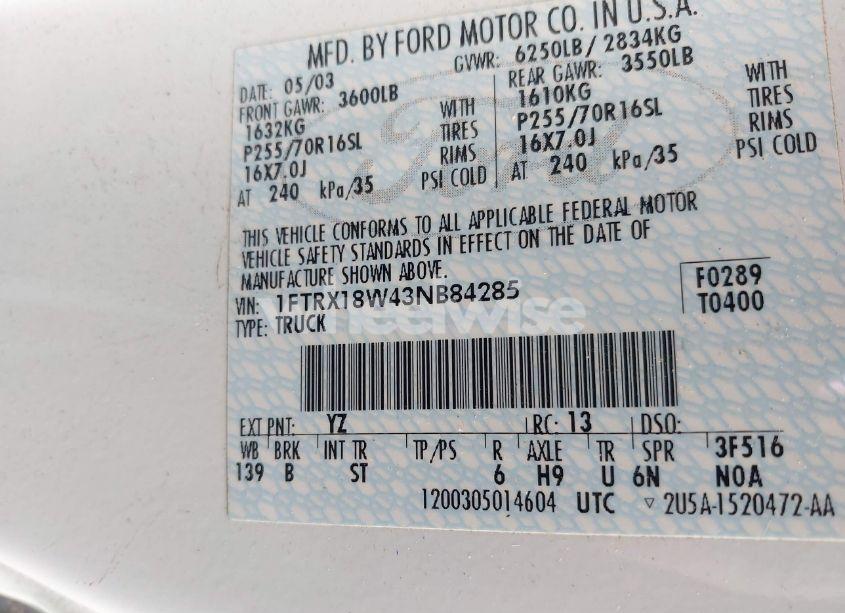 MFD. BY FORD MOTOR CO. IN U.S.A.
DATE: 05/03 GVWR: 6250LB / 2834KG
FRONT GAWR: 3600LB REAR GAWR: 3550LB
1632KG WITH 1610KG WITH
P255/70R16SL TIRES P255/70R16SL TIRES
16X7.0J RIMS 16X7.0J RIMS
AT 240 kPa/35 PSI COLD AT 240 kPa/35 PSI COLD
THIS VEHICLE CONFORMS TO ALL APPLICABLE FEDERAL MOTOR
VEHICLE SAFETY STANDARDS IN EFFECT ON THE DATE OF
MANUFACTURE SHOWN ABOVE.
VIN: 1FTRX18W43NB84285 F0289
TYPE: TRUCK T0400
Wheelwise
EXT PNT: YZ RC: 13 DSO:
WB BRK INT TR TP/PS R AXLE TR SPR 3F516
139 B ST 6 H9 U 6N NOA
1200305014604 UTC ▽ 2U5A-1520472-AA